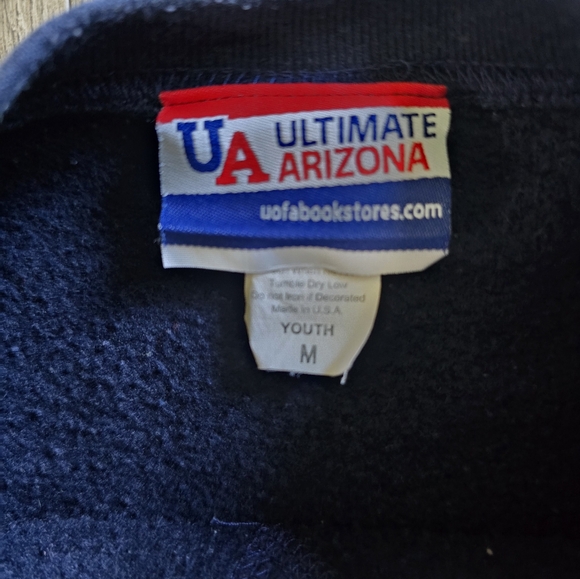 UA ULTIMATE
ARIZONA
uofabookstores.com
Tumble Dry Low
Do not Iron if Decorated
Made in U.S.A.
YOUTH
M